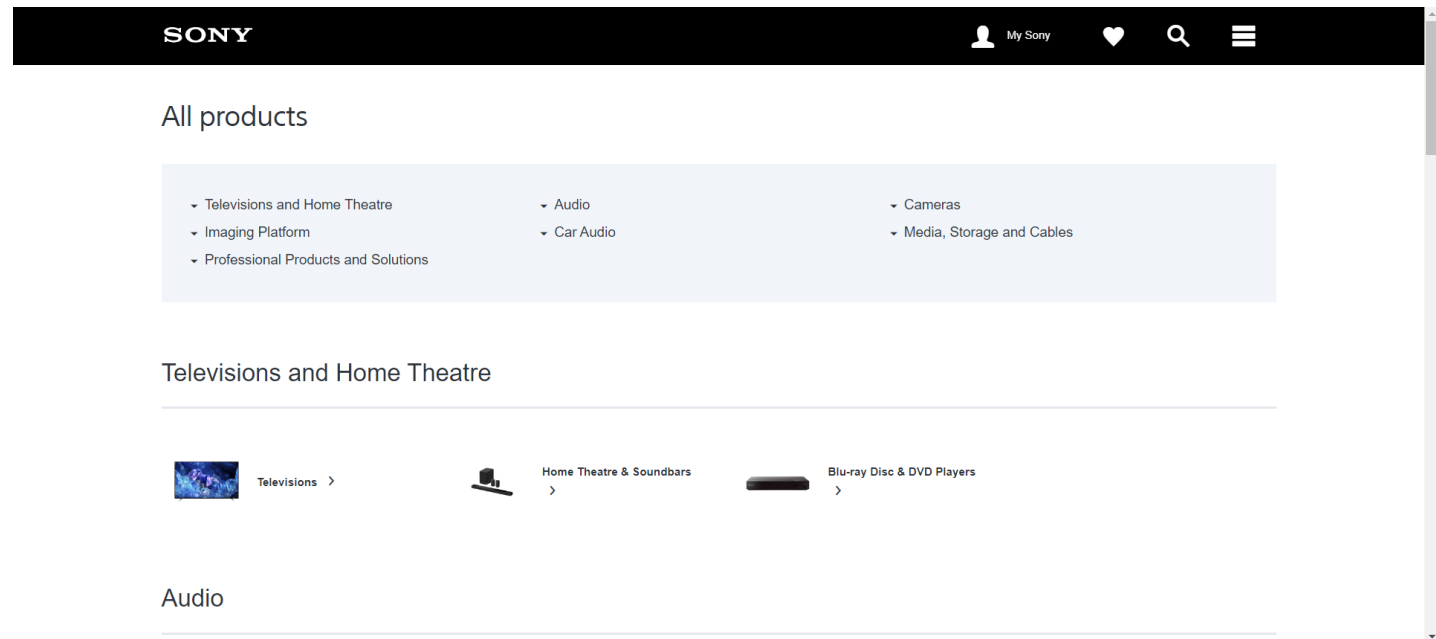 SONY
My Sony
All products
Televisions and Home Theatre
Audio
Cameras
Imaging Platform
Car Audio
Media, Storage and Cables
Professional Products and Solutions
Televisions and Home Theatre
Televisions
Home Theatre & Soundbars
Blu-ray Disc & DVD Players
Audio